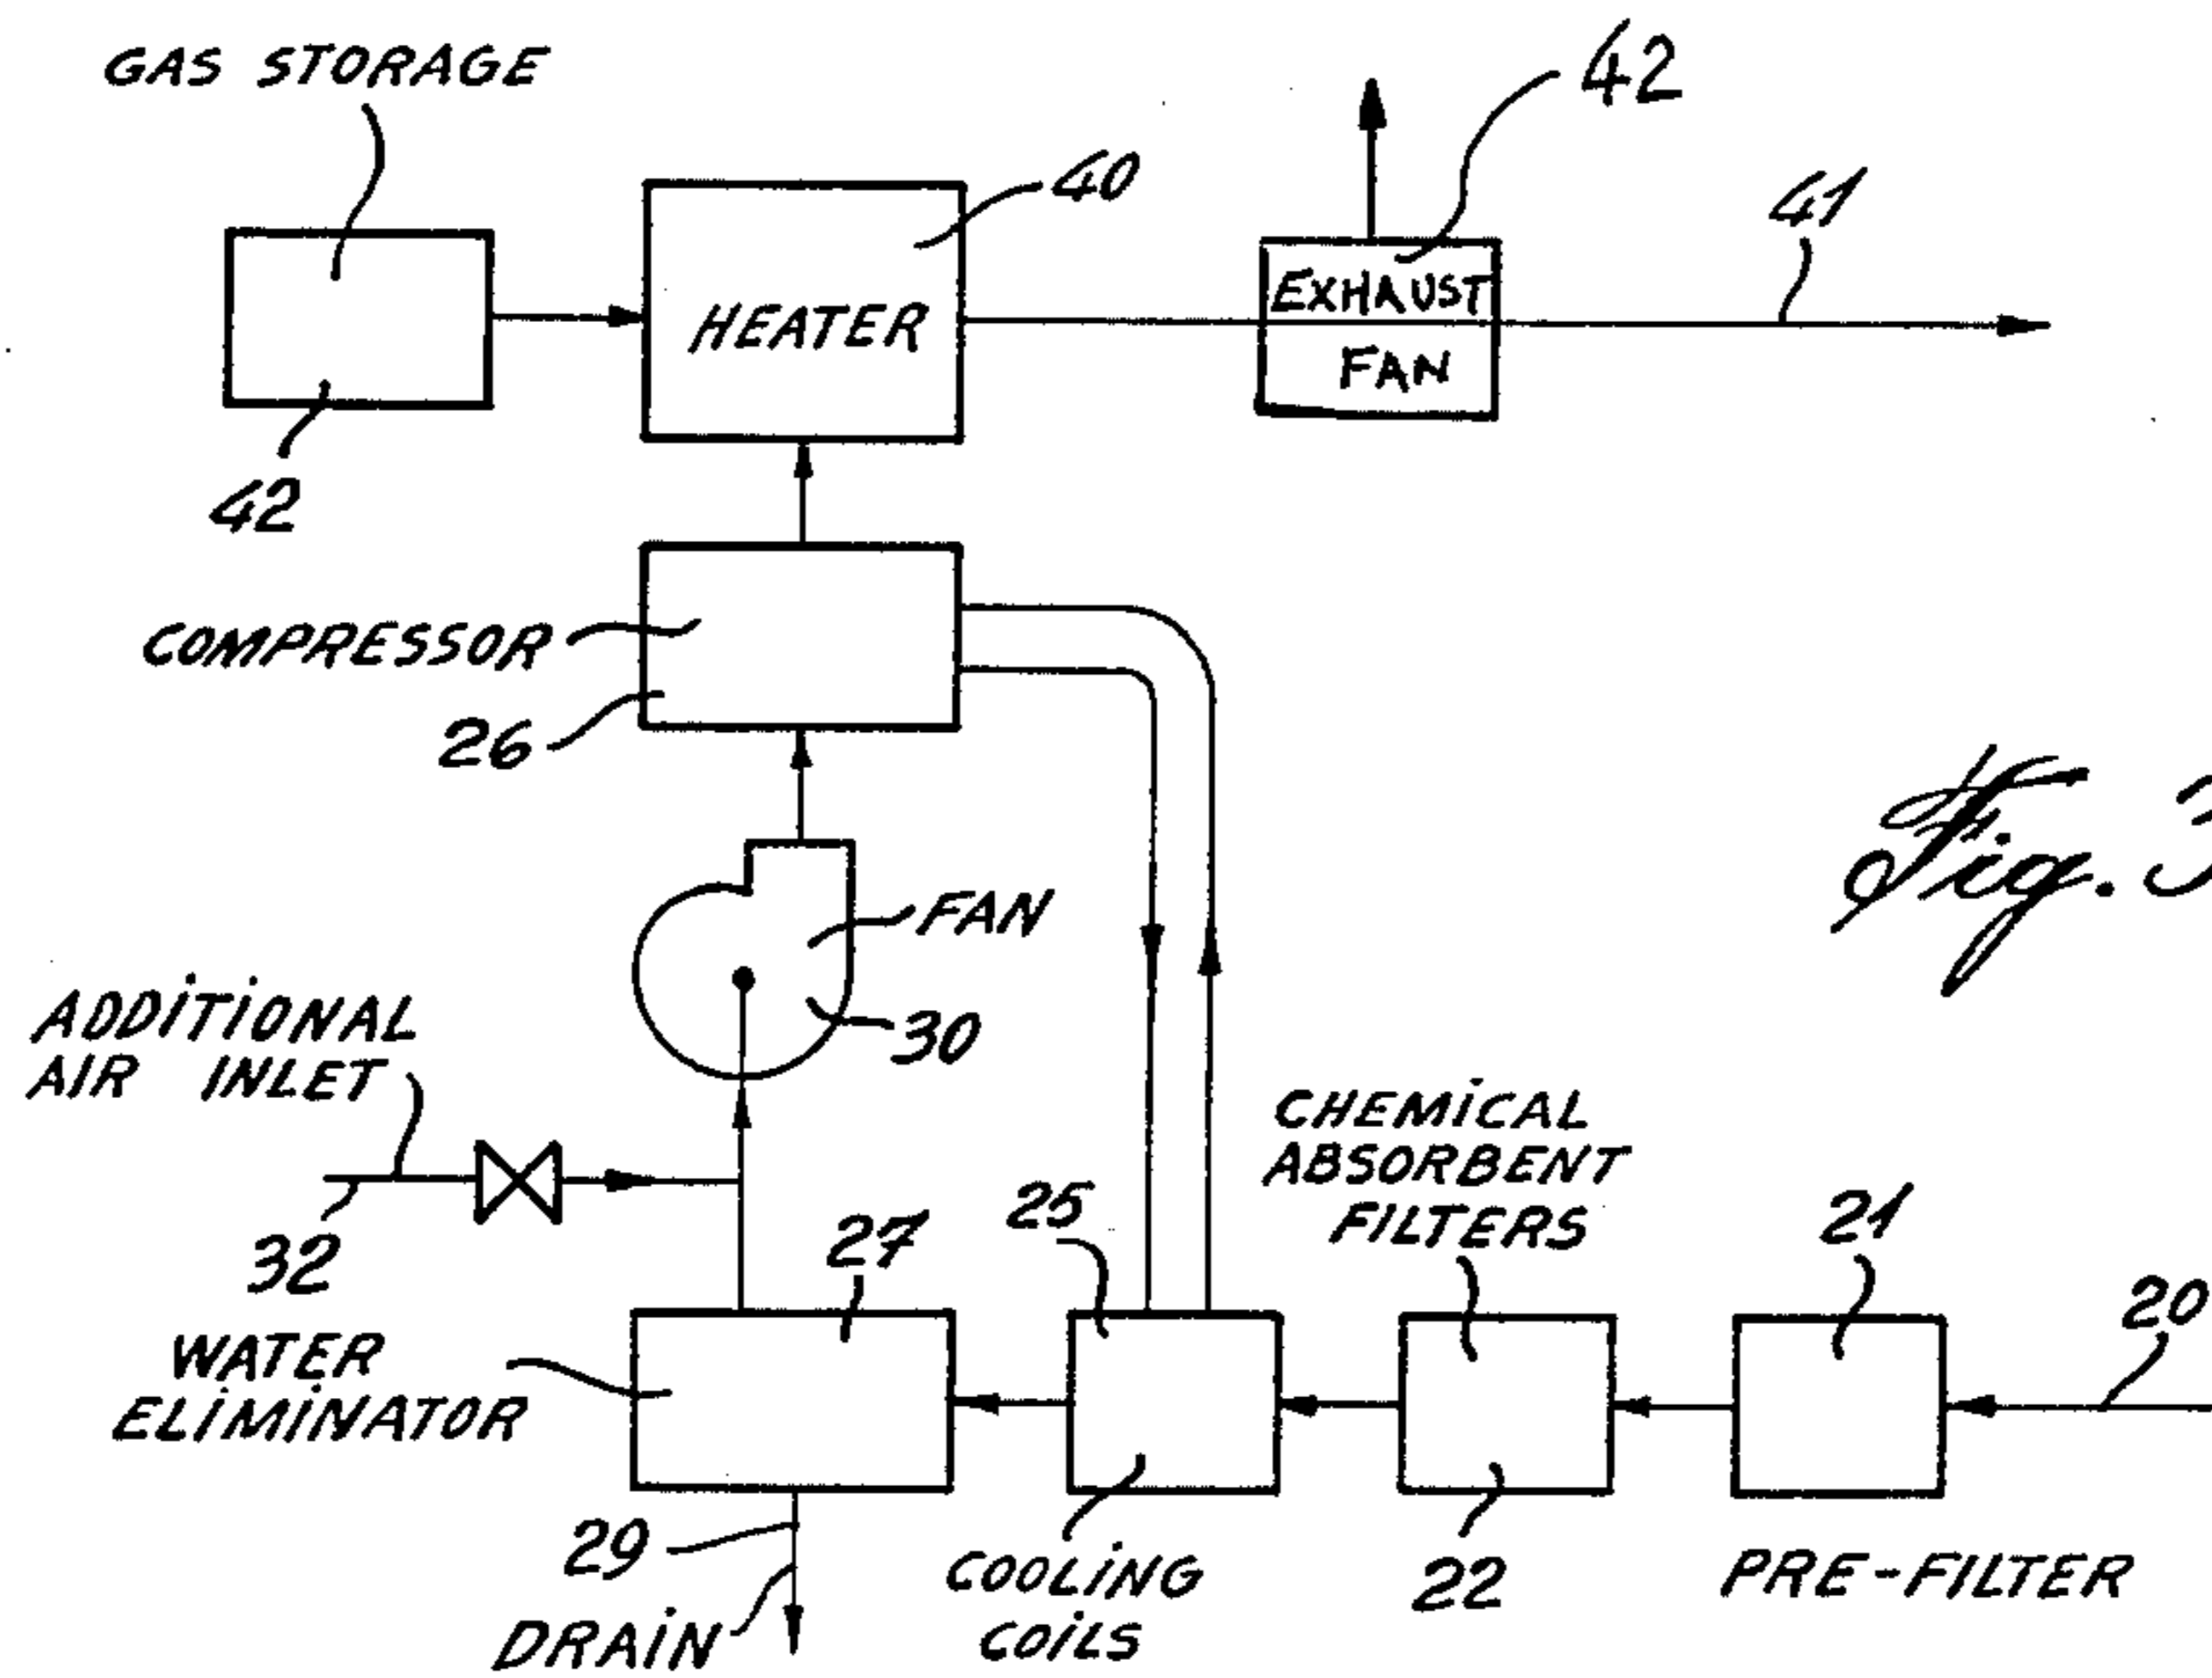 GAS STORAGE
42
40
41
HEATER
EXHAUST
FAN
42
COMPRESSOR
26
Fig. 3
FAN
30
ADDITIONAL
AIR INLET
32
CHEMICAL
ABSORBENT
FILTERS
27
25
21
20
WATER
ELIMINATOR
29
DRAIN
COOLING
COILS
22
PRE-FILTER